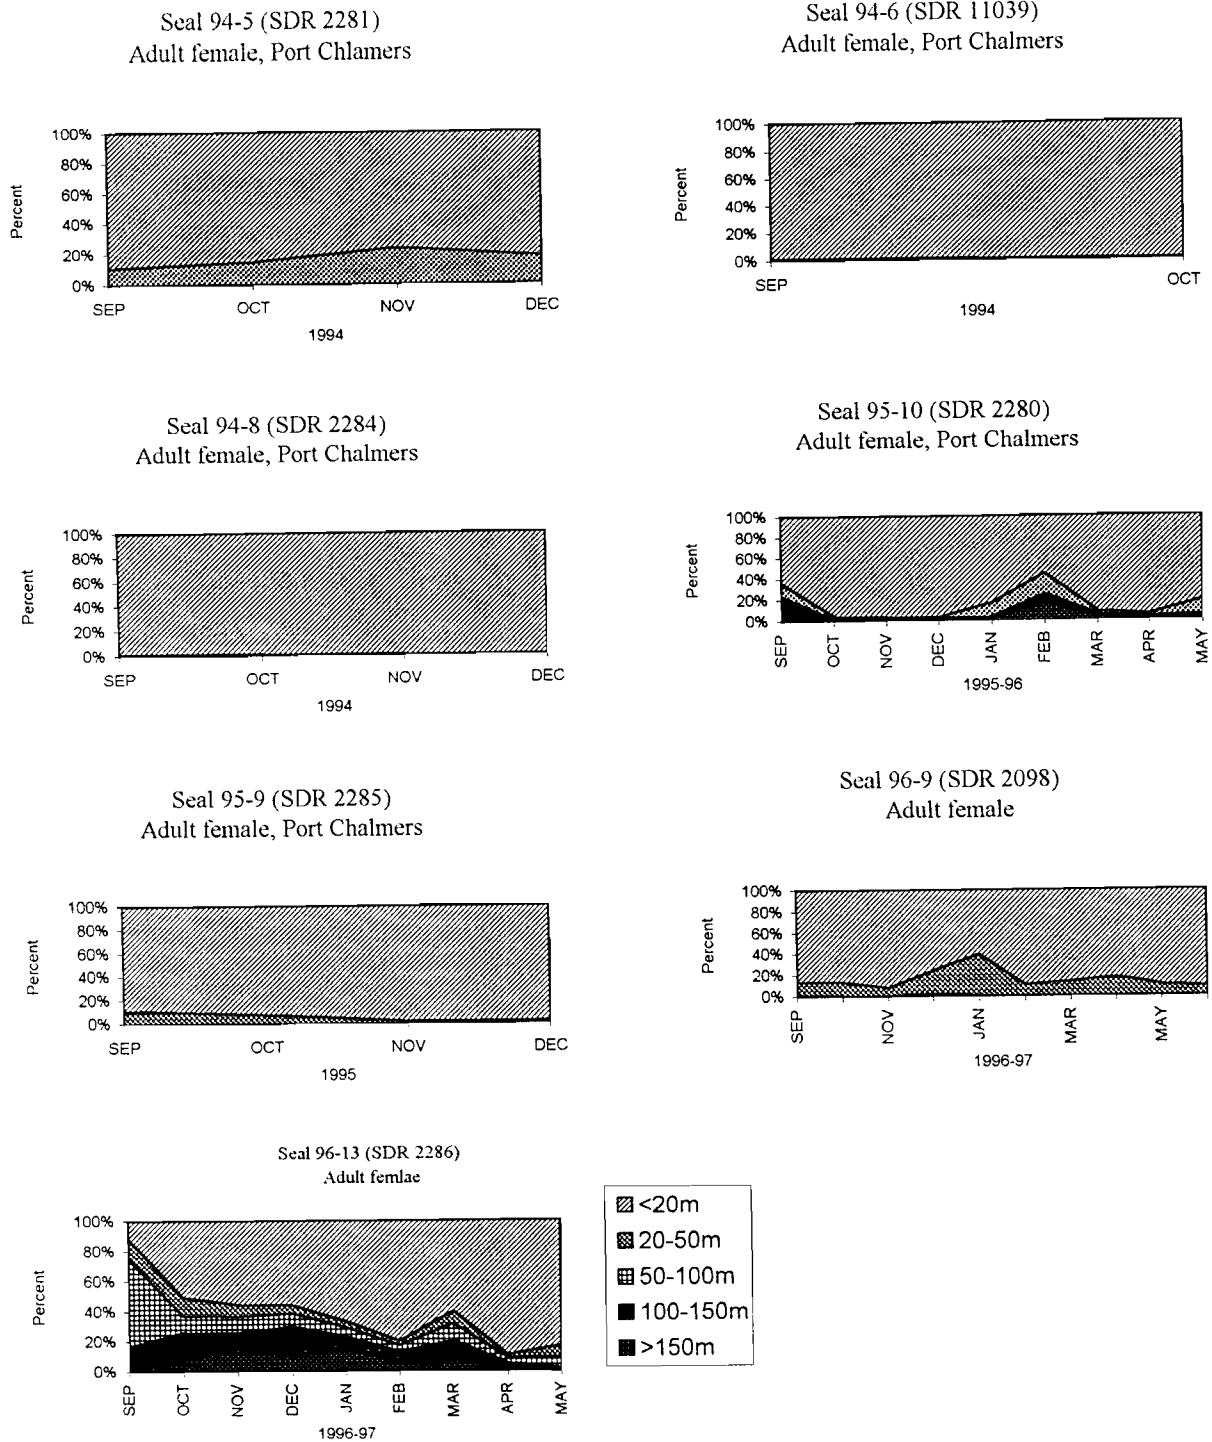 Seal 94-5 (SDR 2281)
Adult female, Port Chlamers
100%
80%
60%
40%
20%
0%
Percent
SEP
OCT
NOV
DEC
1994
Seal 94-6 (SDR 11039)
Adult female, Port Chalmers
100%
80%
60%
40%
20%
0%
Percent
SEP
OCT
1994
Seal 94-8 (SDR 2284)
Adult female, Port Chalmers
100%
80%
60%
40%
20%
0%
Percent
SEP
OCT
NOV
DEC
1994
Seal 95-10 (SDR 2280)
Adult female, Port Chalmers
100%
80%
60%
40%
20%
0%
Percent
SEP
OCT
NOV
DEC
JAN
FEB
MAR
APR
MAY
1995-96
Seal 95-9 (SDR 2285)
Adult female, Port Chalmers
100%
80%
60%
40%
20%
0%
Percent
SEP
OCT
NOV
DEC
1995
Seal 96-9 (SDR 2098)
Adult female
100%
80%
60%
40%
20%
0%
Percent
SEP
NOV
JAN
MAR
MAY
1996-97
Seal 96-13 (SDR 2286)
Adult femlae
100%
80%
60%
40%
20%
0%
Percent
SEP
OCT
NOV
DEC
JAN
FEB
MAR
APR
MAY
1996-97
<20m
20-50m
50-100m
100-150m
>150m